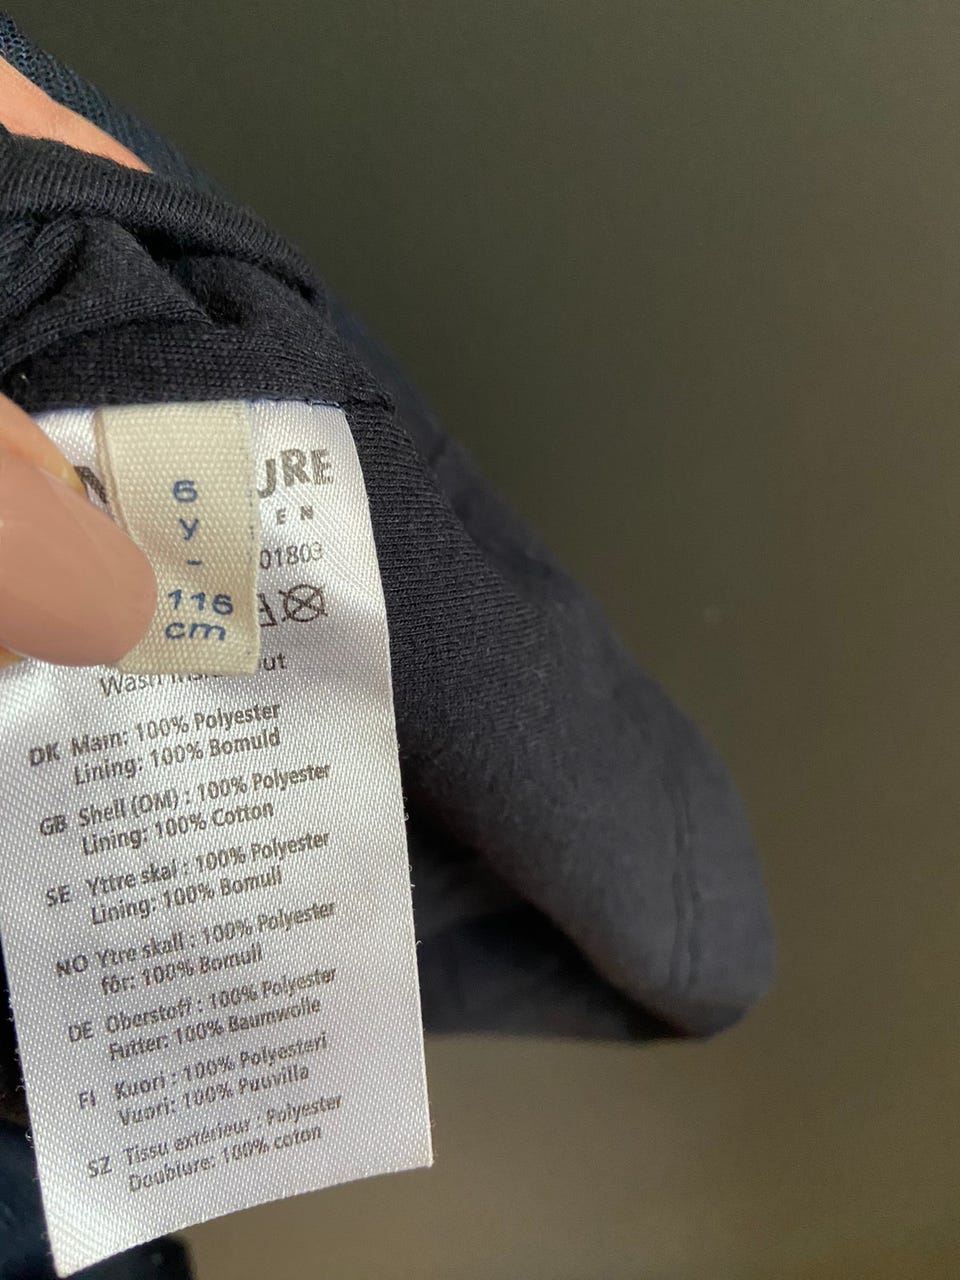 6
y
-
116
cm
URE
EN
01803
ut
DK Main: 100% Polyester
Lining: 100% Bomuld
GB Shell (OM) : 100% Polyester
Lining: 100% Cotton
SE Yttre skal : 100% Polyester
Lining: 100% Bomull
NO Ytre skall : 100% Polyester
fôr: 100% Bomull
DE Oberstoff : 100% Polyester
Futter: 100% Baumwolle
FI Kuori : 100% Polyesteri
Vuori: 100% Puuvilla
SZ Tissu extérieur : Polyester
Doublure: 100% coton